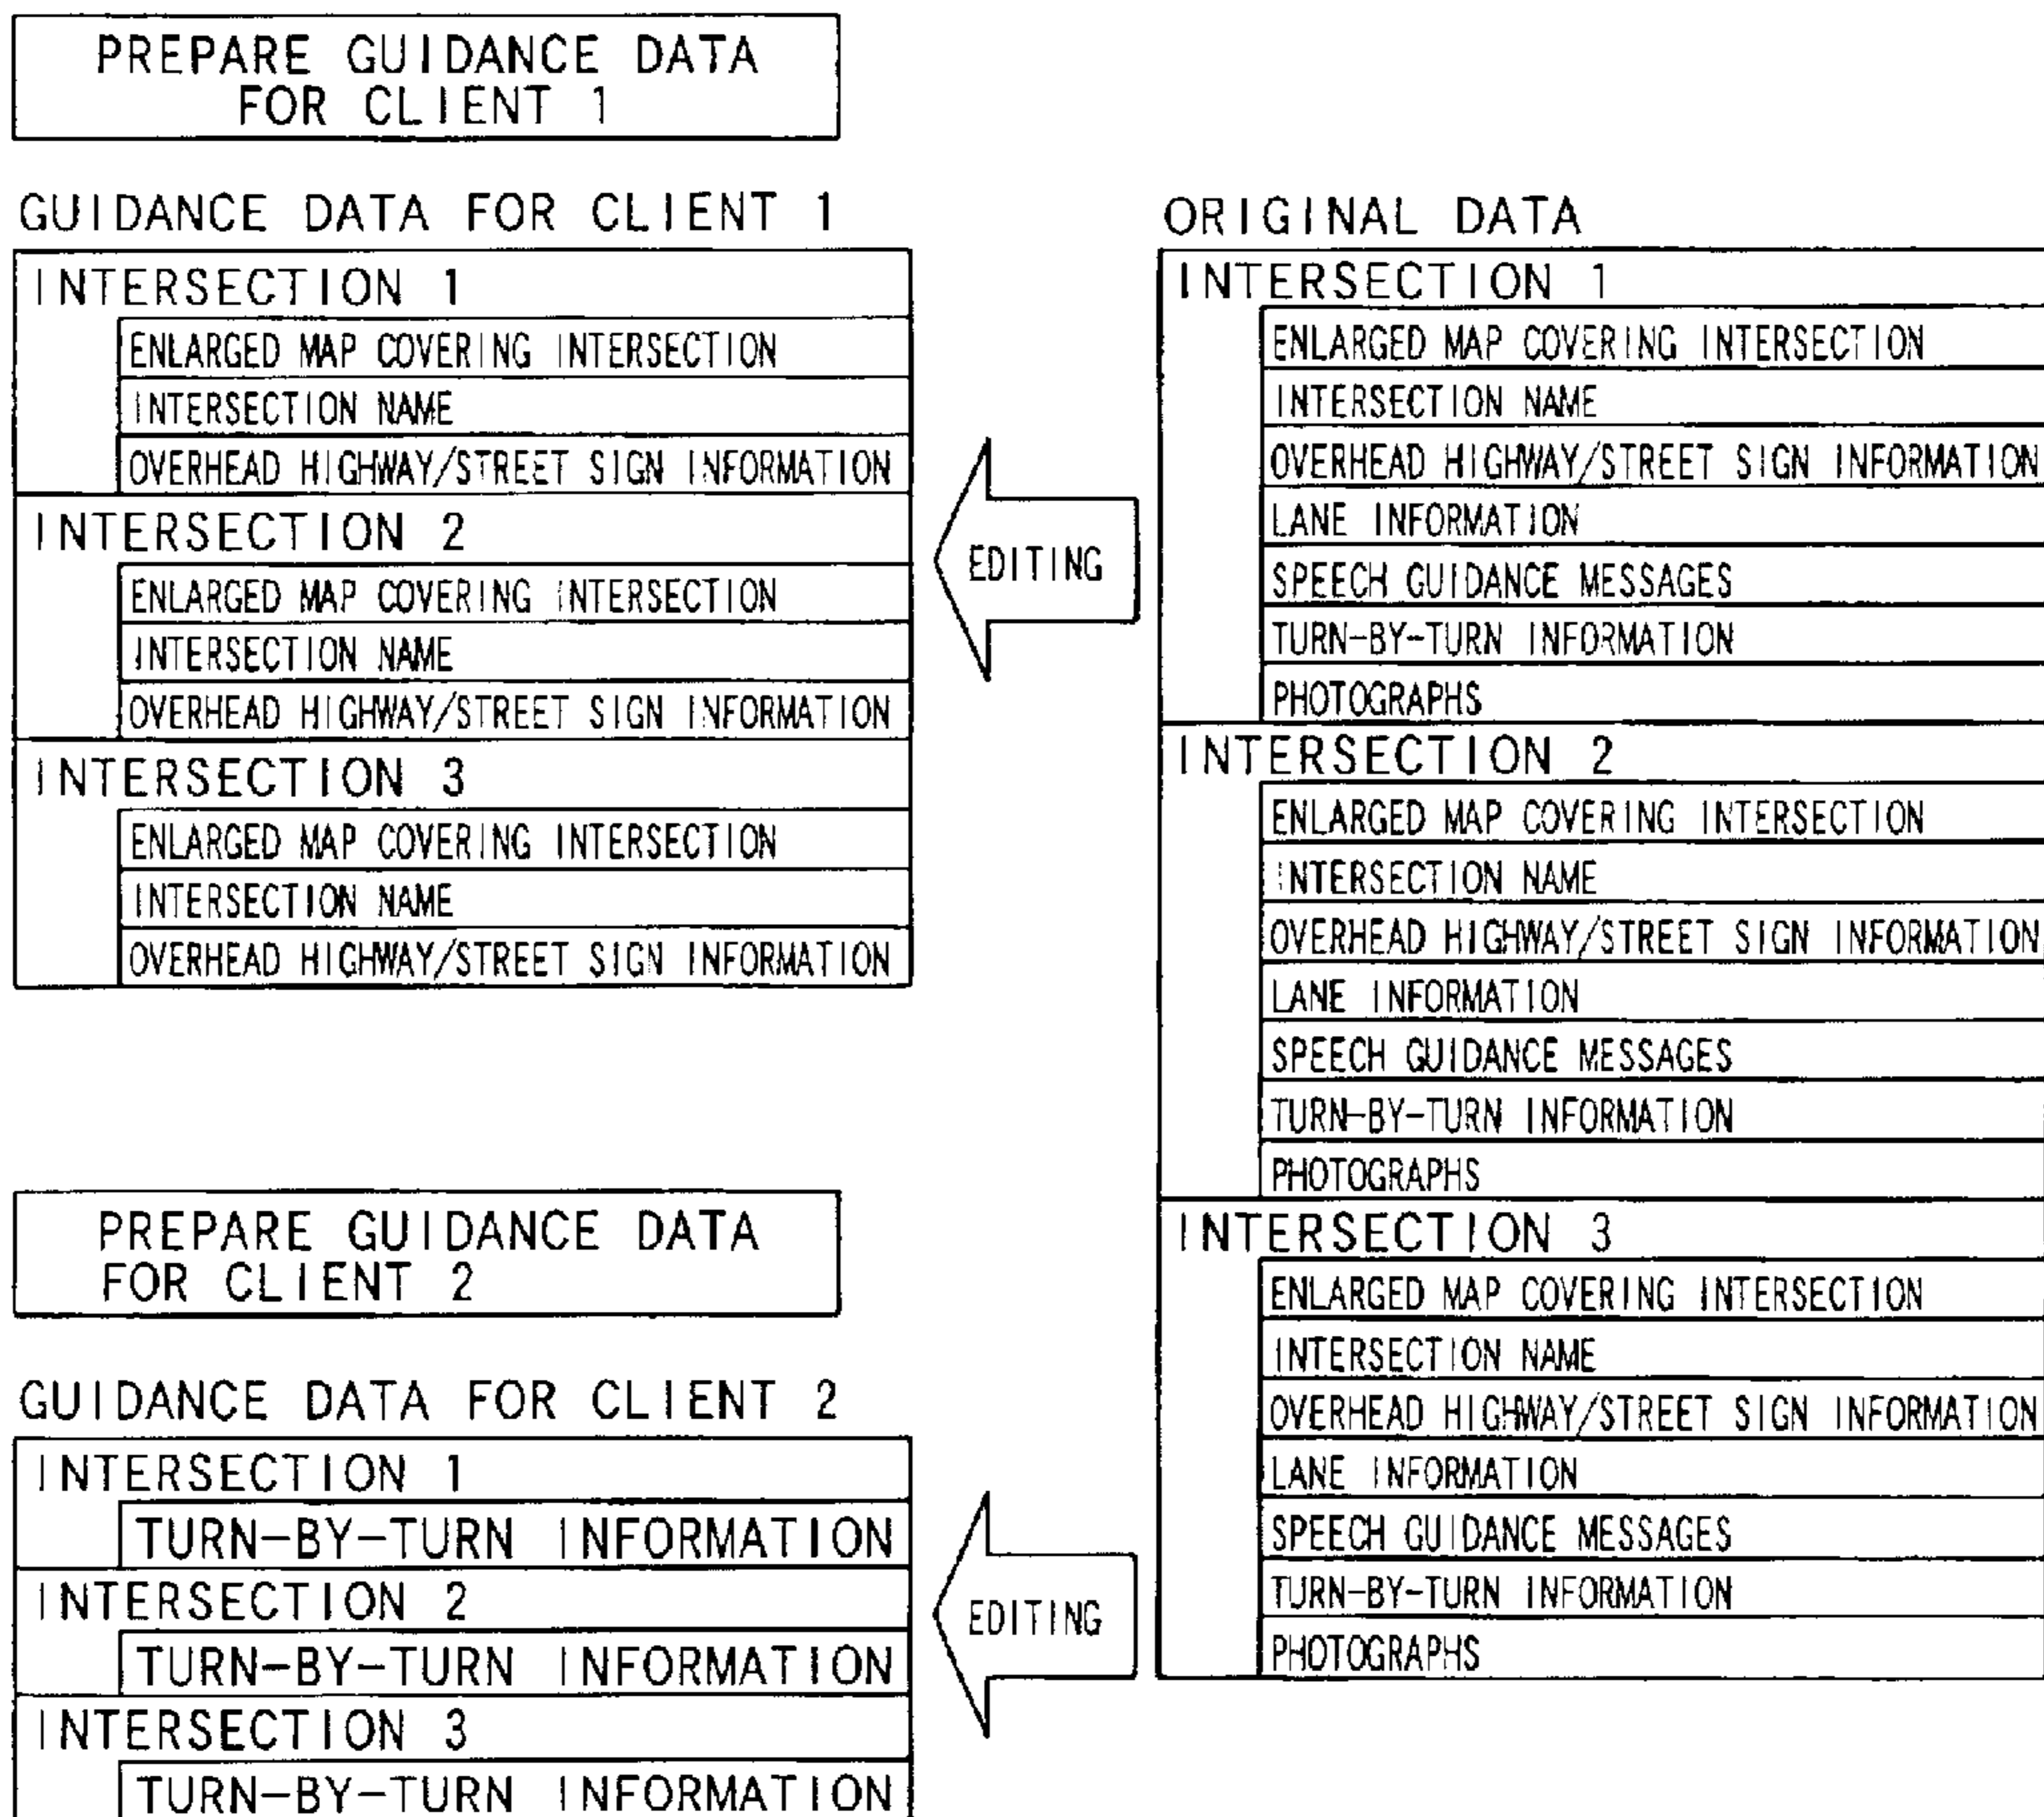 PREPARE GUIDANCE DATA
FOR CLIENT 1
GUIDANCE DATA FOR CLIENT 1
INTERSECTION 1
ENLARGED MAP COVERING INTERSECTION
INTERSECTION NAME
OVERHEAD HIGHWAY/STREET SIGN INFORMATION
INTERSECTION 2
ENLARGED MAP COVERING INTERSECTION
INTERSECTION NAME
OVERHEAD HIGHWAY/STREET SIGN INFORMATION
INTERSECTION 3
ENLARGED MAP COVERING INTERSECTION
INTERSECTION NAME
OVERHEAD HIGHWAY/STREET SIGN INFORMATION
EDITING
ORIGINAL DATA
INTERSECTION 1
ENLARGED MAP COVERING INTERSECTION
INTERSECTION NAME
OVERHEAD HIGHWAY/STREET SIGN INFORMATION
LANE INFORMATION
SPEECH GUIDANCE MESSAGES
TURN-BY-TURN INFORMATION
PHOTOGRAPHS
INTERSECTION 2
ENLARGED MAP COVERING INTERSECTION
INTERSECTION NAME
OVERHEAD HIGHWAY/STREET SIGN INFORMATION
LANE INFORMATION
SPEECH GUIDANCE MESSAGES
TURN-BY-TURN INFORMATION
PHOTOGRAPHS
INTERSECTION 3
ENLARGED MAP COVERING INTERSECTION
INTERSECTION NAME
OVERHEAD HIGHWAY/STREET SIGN INFORMATION
LANE INFORMATION
SPEECH GUIDANCE MESSAGES
TURN-BY-TURN INFORMATION
PHOTOGRAPHS
PREPARE GUIDANCE DATA
FOR CLIENT 2
GUIDANCE DATA FOR CLIENT 2
INTERSECTION 1
TURN-BY-TURN INFORMATION
INTERSECTION 2
TURN-BY-TURN INFORMATION
INTERSECTION 3
TURN-BY-TURN INFORMATION
EDITING